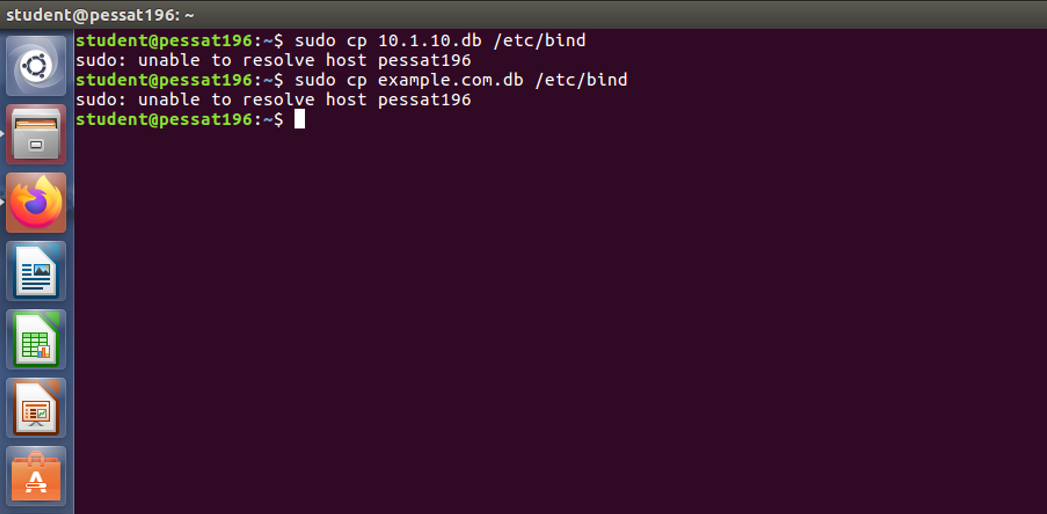 student@pessat196: ~
student@pessat196:~$ sudo cp 10.1.10.db /etc/bind
sudo: unable to resolve host pessat196
student@pessat196:~$ sudo cp example.com.db /etc/bind
sudo: unable to resolve host pessat196
student@pessat196:~$